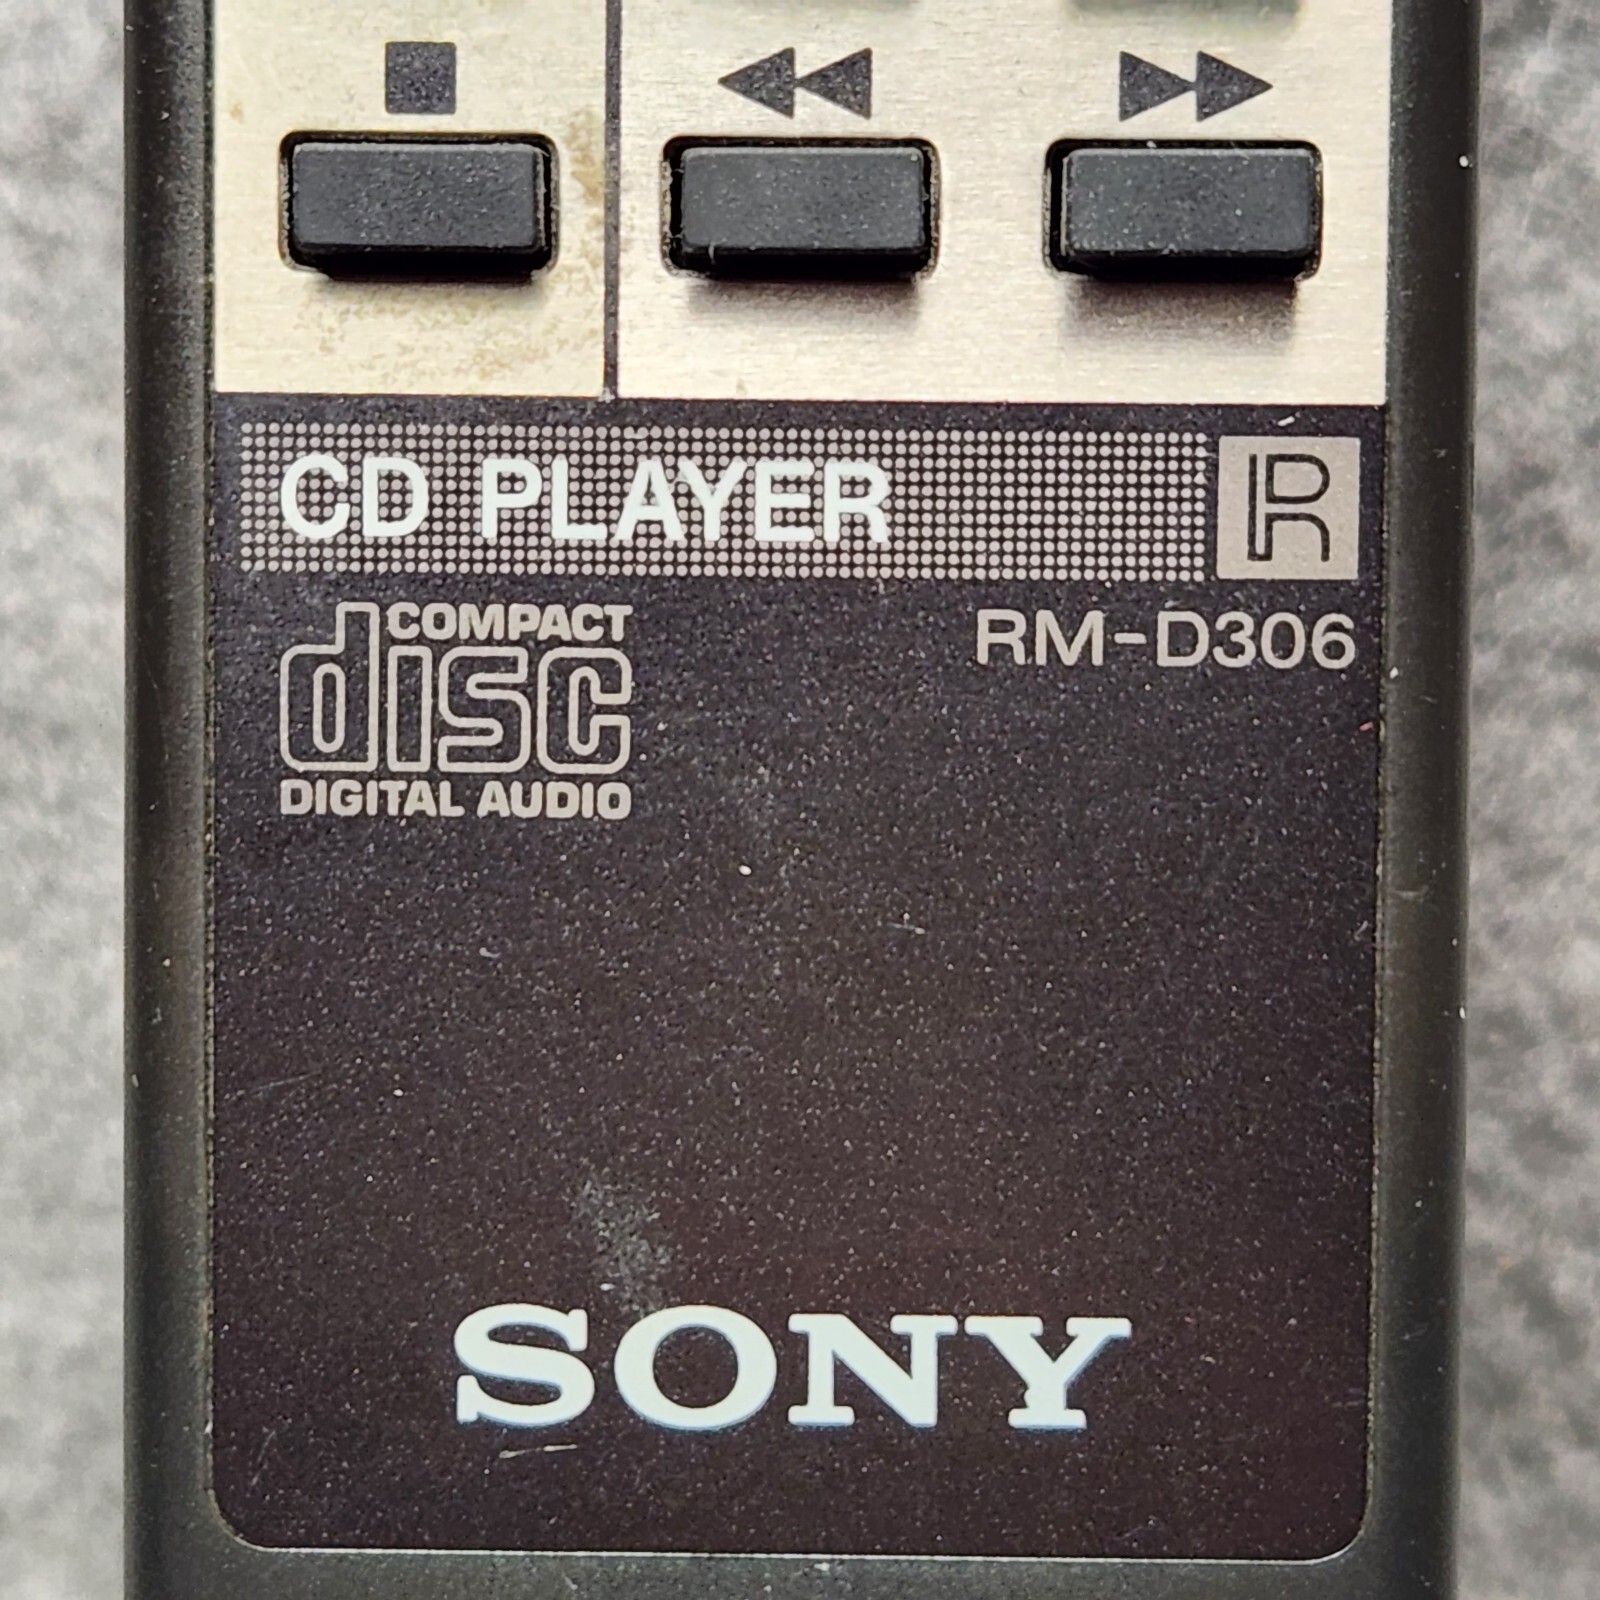 CD PLAYER R
RM-D306
COMPACT
disc
DIGITAL AUDIO
SONY